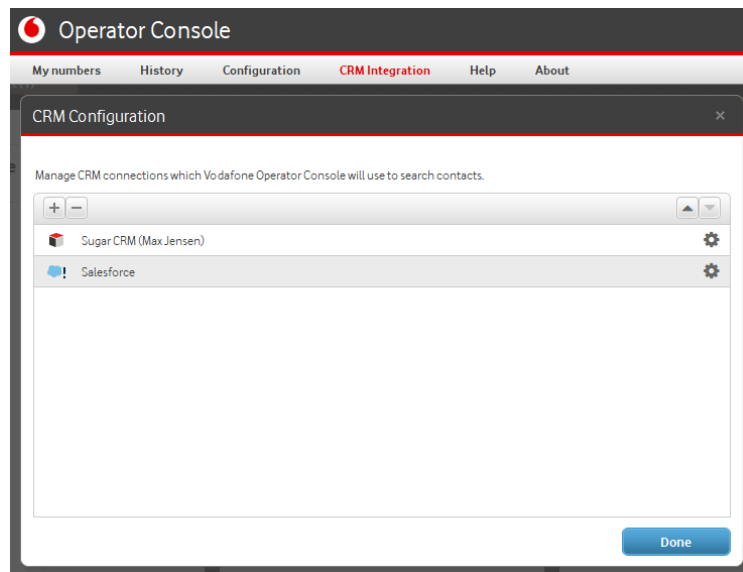 Operator Console
My numbers History Configuration CRM Integration Help About
CRM Configuration
Manage CRM connections which Vodafone Operator Console will use to search contacts.
Sugar CRM (Max Jensen)
Salesforce
Done